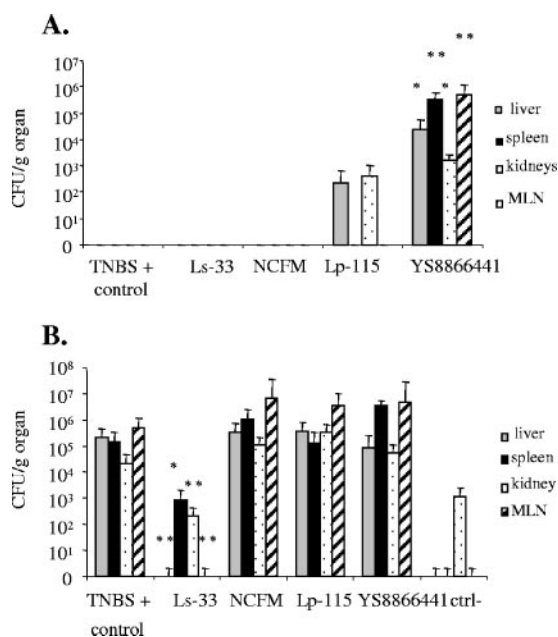 A.
** **
* *
10⁷
10⁶
10⁵
10⁴
10³
10²
10¹
0
CFU/g organ
liver
spleen
kidneys
MLN
TNBS + Ls-33 NCFM Lp-115 YS8866441
control
B.
10⁸
10⁷
10⁶
10⁵
10⁴
10³
10²
10¹
0
CFU/g organ
*
**
** **
liver
spleen
kidney
MLN
TNBS + Ls-33 NCFM Lp-115 YS8866441 ctrl-
control